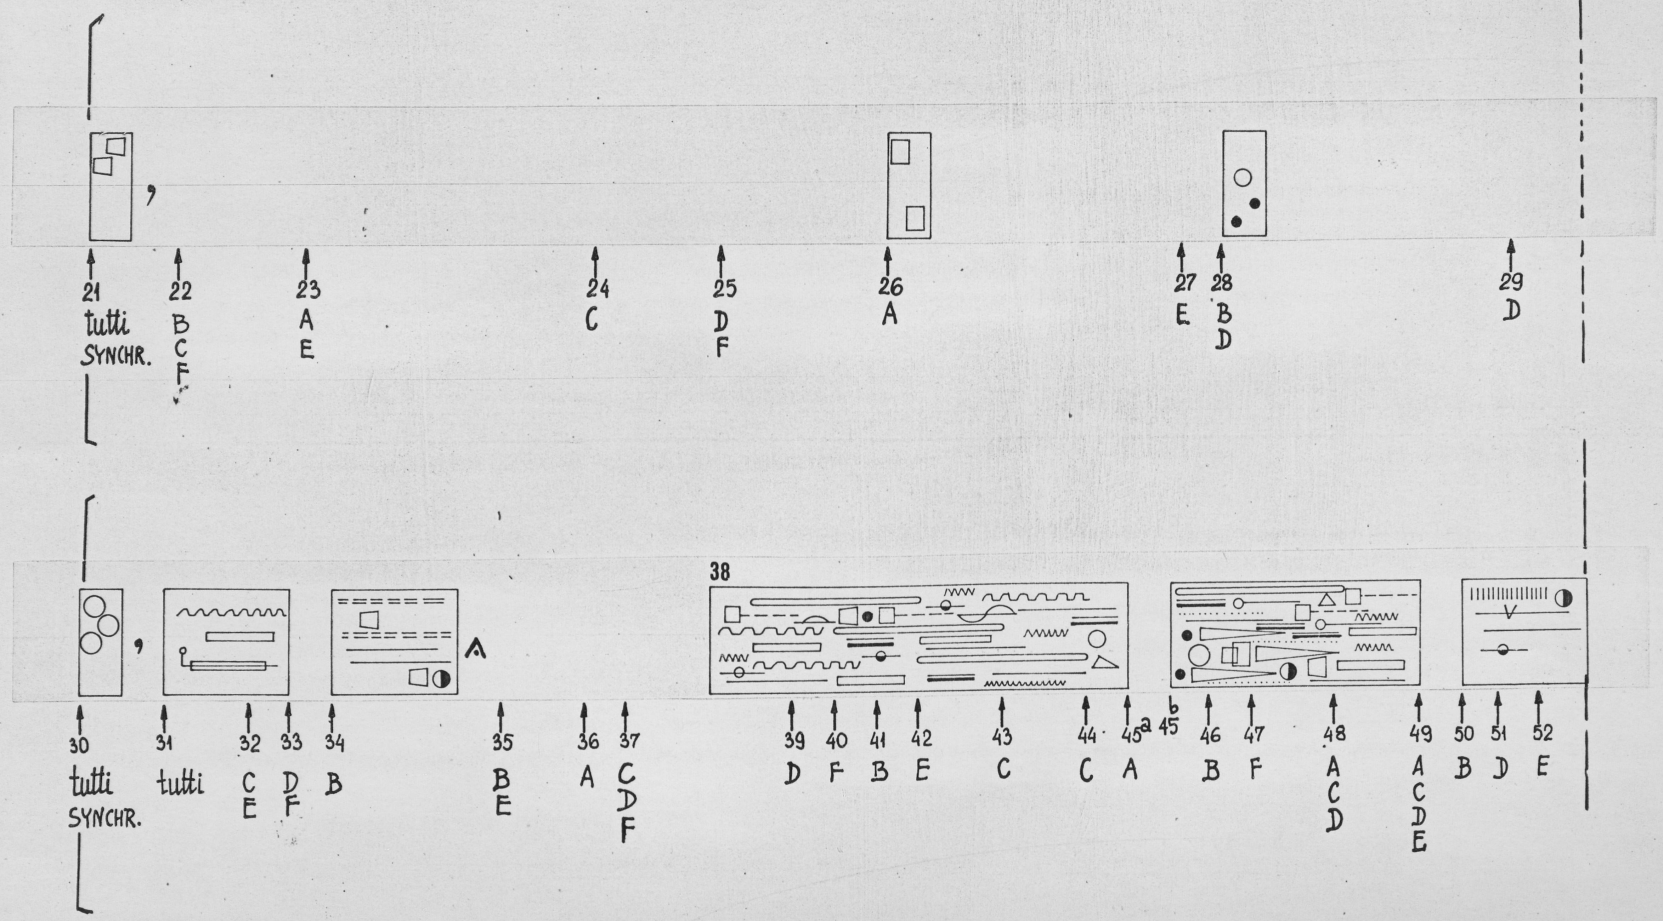 21 22 23 24 25 26 27 28 29
tutti B A C D A E B D
SYNCHR. C E F D
F
38
30 31 32 33 34 35 36 37 39 40 41 42 43 44 45a 45b 46 47 48 49 50 51 52
tutti tutti C D B B A C D F B E C C A B F A A B D E
SYNCHR. E F E D C C
F D D
E